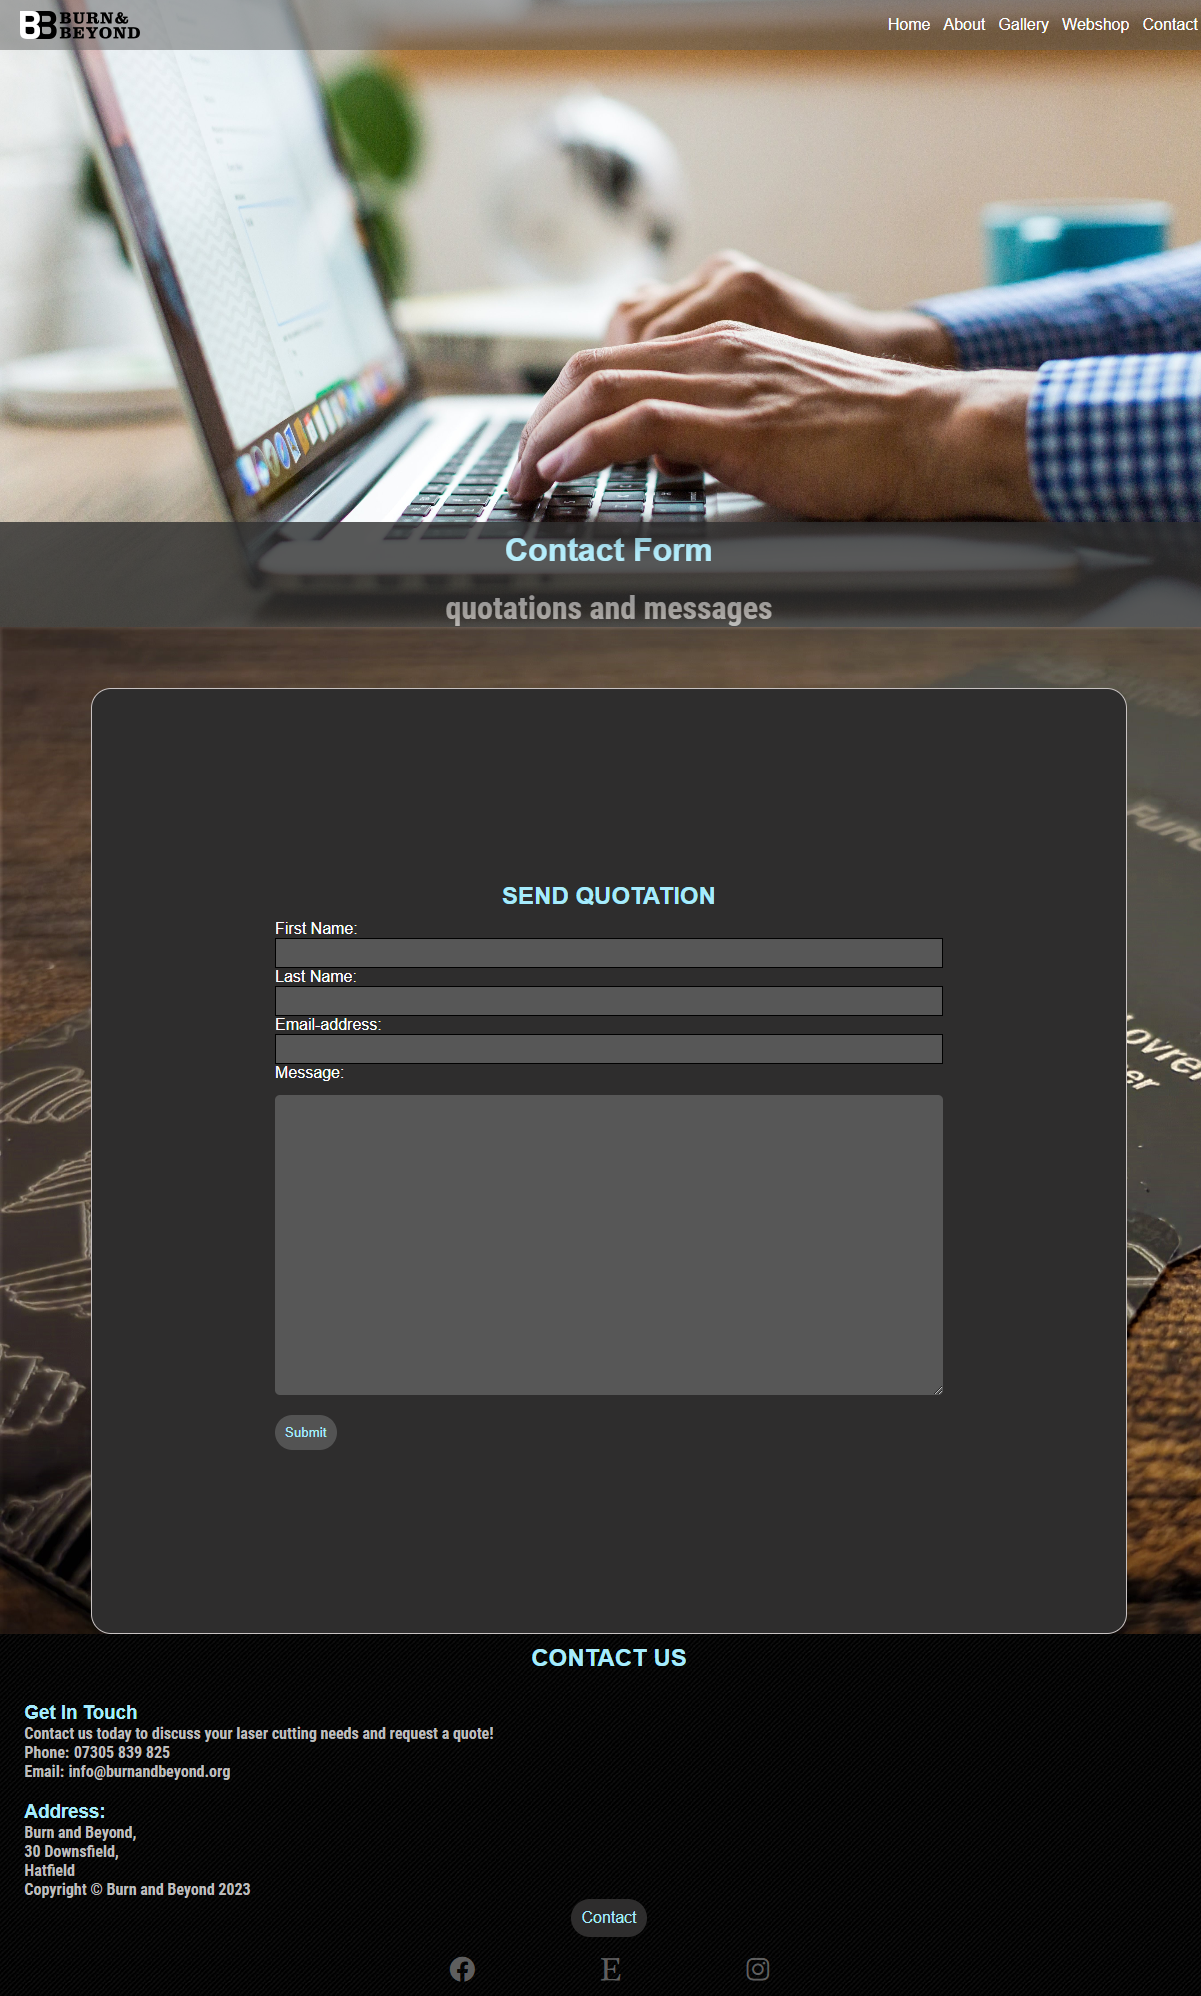 BURN&
BEYOND
Home About Gallery Webshop Contact
Contact Form
quotations and messages
SEND QUOTATION
First Name:
Last Name:
Email-address:
Message:
Submit
CONTACT US
Get In Touch
Contact us today to discuss your laser cutting needs and request a quote!
Phone: 07305 839 825
Email: info@burnandbeyond.org
Address:
Burn and Beyond,
30 Downsfield,
Hatfield
Copyright © Burn and Beyond 2023
Contact